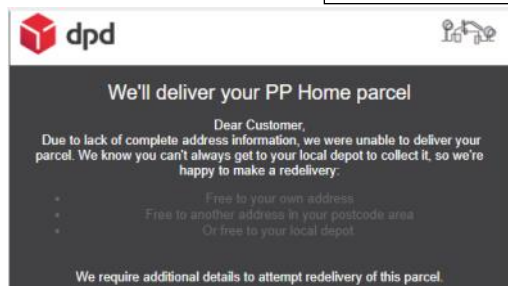 dpd
We'll deliver your PP Home parcel
Dear Customer,
Due to lack of complete address information, we were unable to deliver your
parcel. We know you can't always get to your local depot to collect it, so we're
happy to make a redelivery:
• Free to your own address
• Free to another address in your postcode area
• Or free to your local depot
We require additional details to attempt redelivery of this parcel.